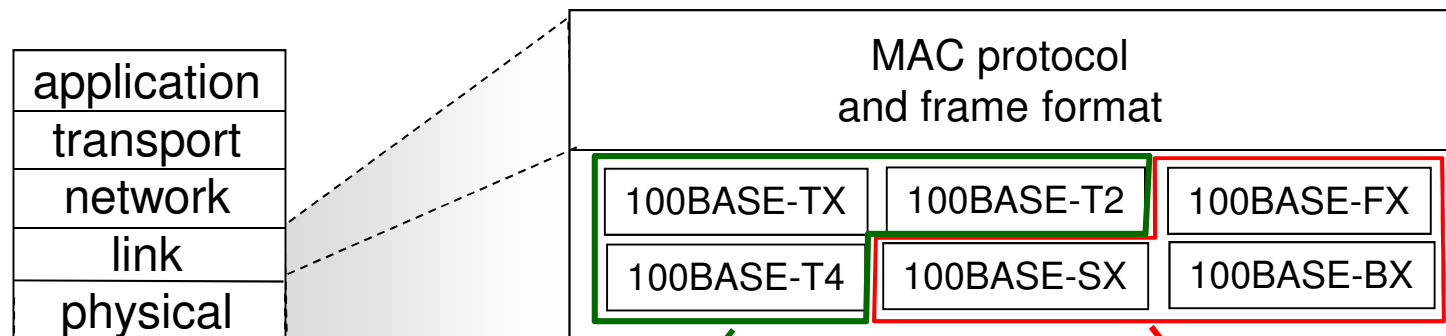 application
transport
network
link
physical
MAC protocol
and frame format
100BASE-TX
100BASE-T2
100BASE-FX
100BASE-T4
100BASE-SX
100BASE-BX